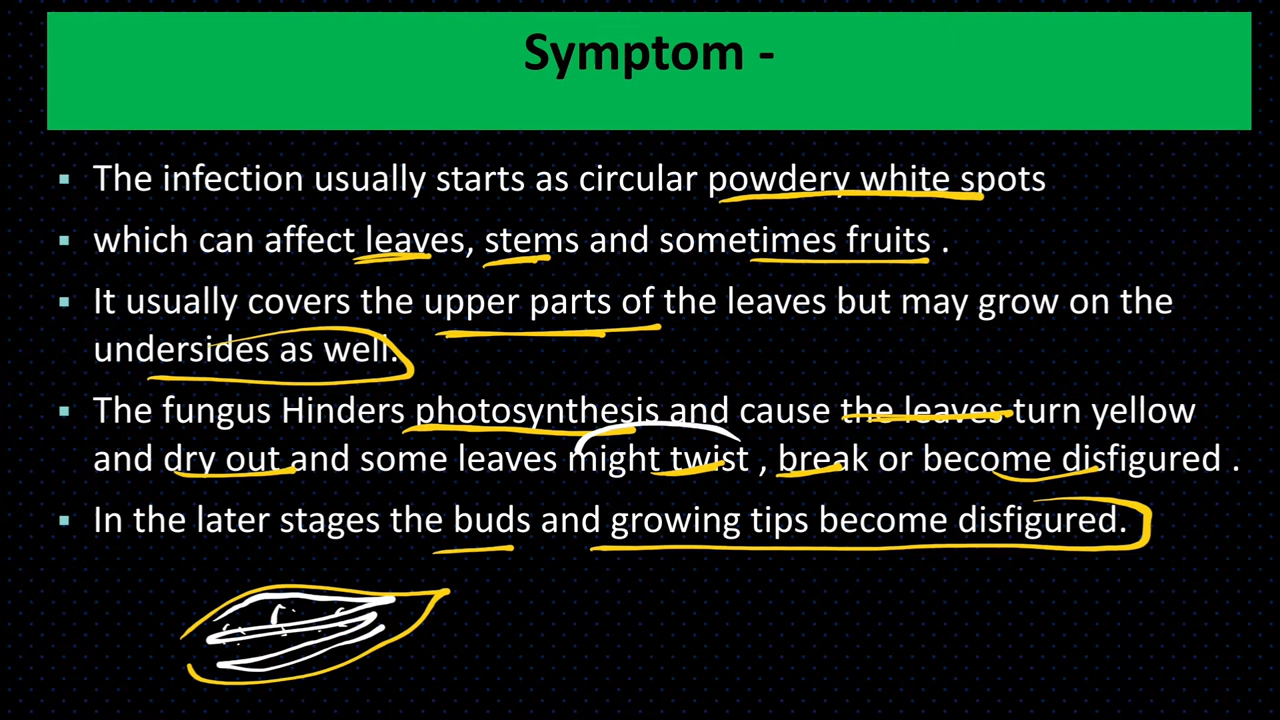 Symptom -
▪ The infection usually starts as circular powdery white spots
▪ which can affect leaves, stems and sometimes fruits .
▪ It usually covers the upper parts of the leaves but may grow on the
undersides as well.
▪ The fungus Hinders photosynthesis and cause the leaves turn yellow
and dry out and some leaves might twist , break or become disfigured .
▪ In the later stages the buds and growing tips become disfigured.